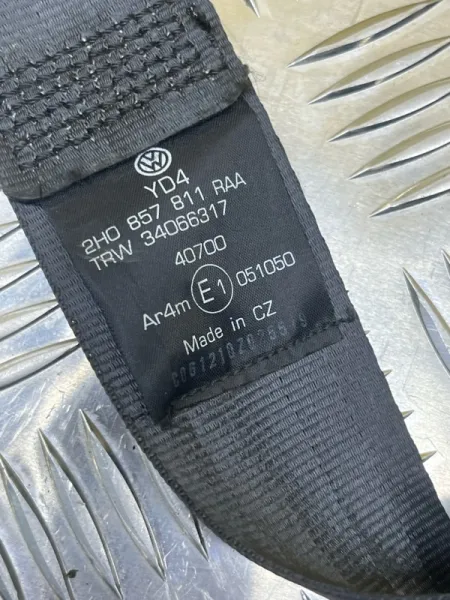 YD4
2H0 857 811 RAA
TRW 34066317
40700
Ar4m E1 051050
Made in CZ